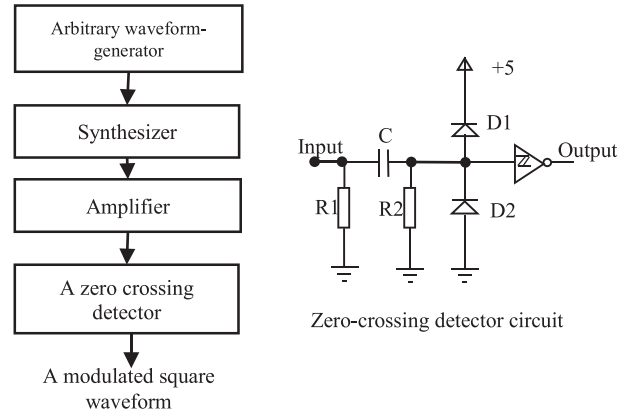 Arbitrary waveform-
generator
Synthesizer
Amplifier
A zero crossing
detector
A modulated square
waveform
+5
D1
C
Input
Output
R1
R2
D2
Zero-crossing detector circuit